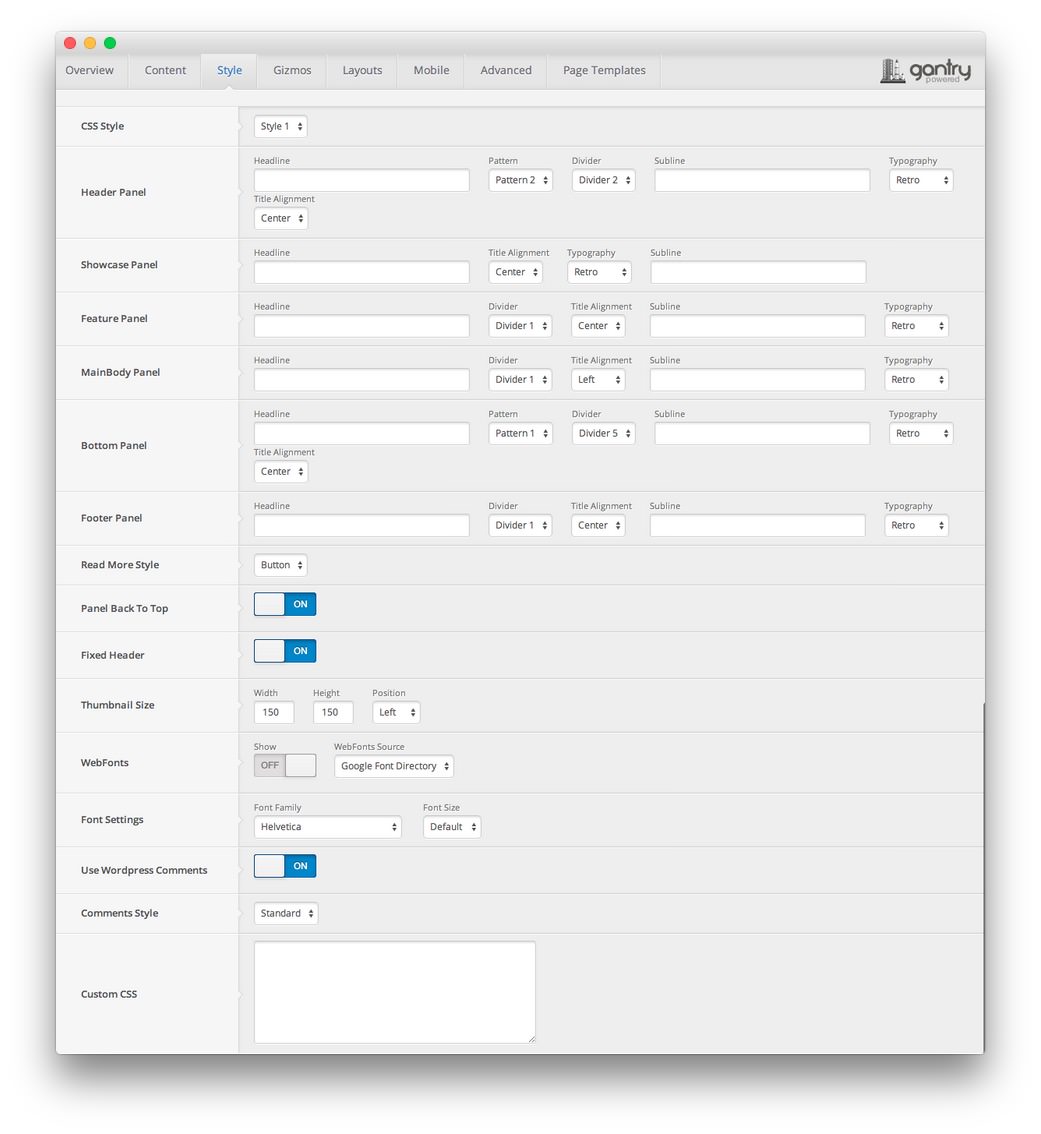 Overview Content Style Gizmos Layouts Mobile Advanced Page Templates gantry
powered
CSS Style Style 1
Headline Pattern Divider Subline Typography
Header Panel Pattern 2 Divider 2 Retro
Title Alignment
Center
Headline Title Alignment Typography Subline
Showcase Panel Center Retro
Headline Divider Title Alignment Subline Typography
Feature Panel Divider 1 Center Retro
Headline Divider Title Alignment Subline Typography
MainBody Panel Divider 1 Left Retro
Headline Pattern Divider Subline Typography
Bottom Panel Pattern 1 Divider 5 Retro
Title Alignment
Center
Headline Divider Title Alignment Subline Typography
Footer Panel Divider 1 Center Retro
Read More Style Button
Panel Back To Top ON
Fixed Header ON
Width Height Position
Thumbnail Size 150 150 Left
Show WebFonts Source
WebFonts OFF Google Font Directory
Font Family Font Size
Font Settings Helvetica Default
Use Wordpress Comments ON
Comments Style Standard
Custom CSS